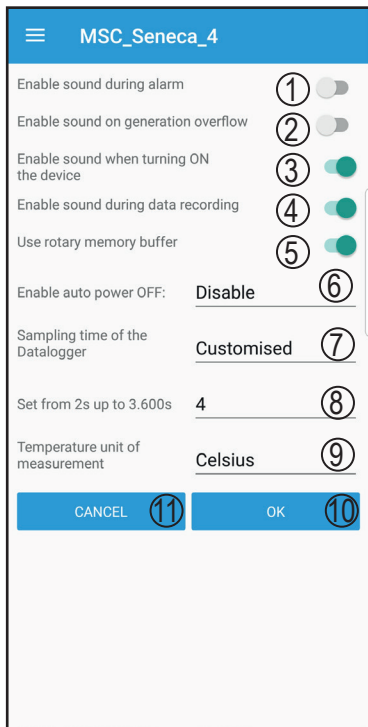 MSC_Seneca_4
Enable sound during alarm ①
Enable sound on generation overflow ②
Enable sound when turning ON
the device ③
Enable sound during data recording ④
Use rotary memory buffer ⑤
Enable auto power OFF: Disable ⑥
Sampling time of the
Datalogger Customised ⑦
Set from 2s up to 3.600s 4 ⑧
Temperature unit of
measurement Celsius ⑨
CANCEL ⑪ OK ⑩